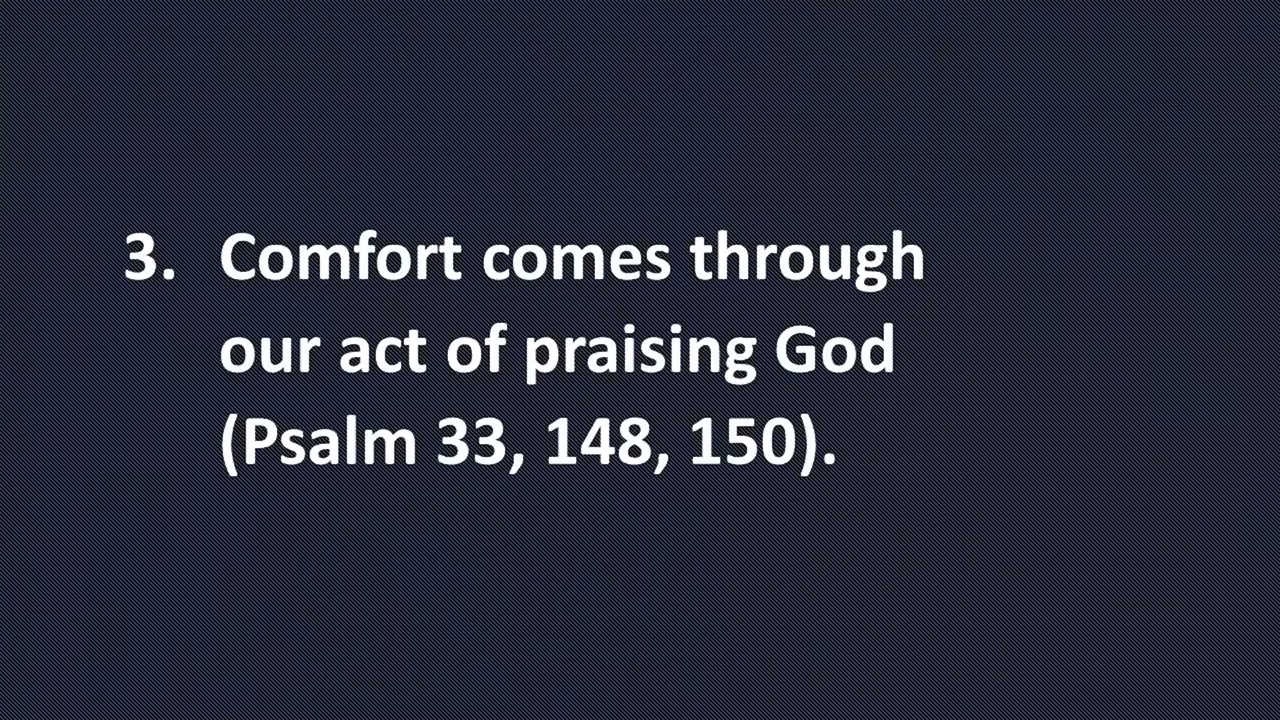 3. Comfort comes through
our act of praising God
(Psalm 33, 148, 150).